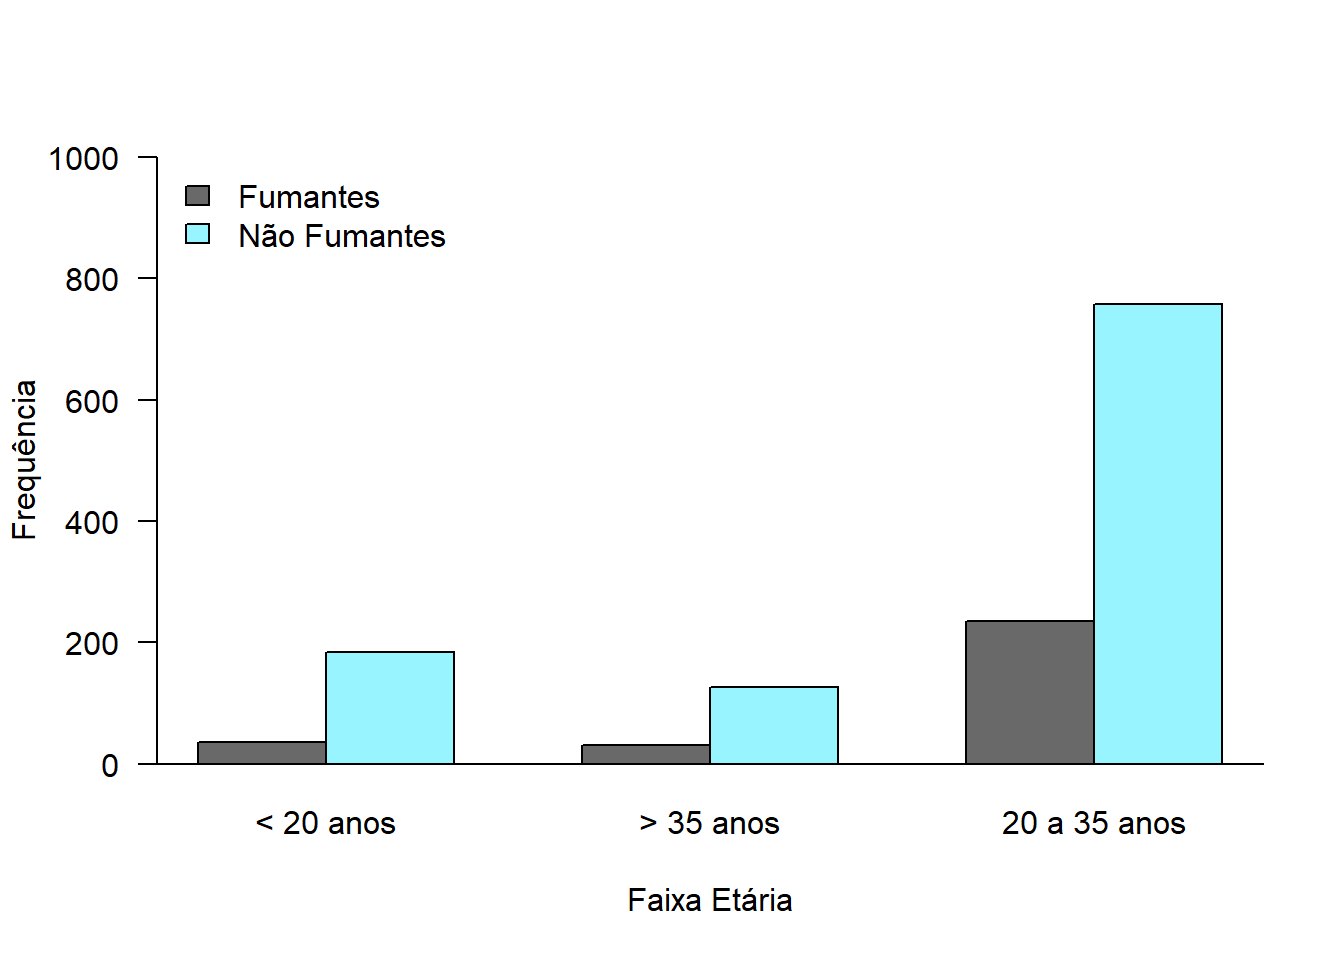 1000
800
600
400
200
0
Frequência
Fumantes
Não Fumantes
< 20 anos
> 35 anos
20 a 35 anos
Faixa Etária